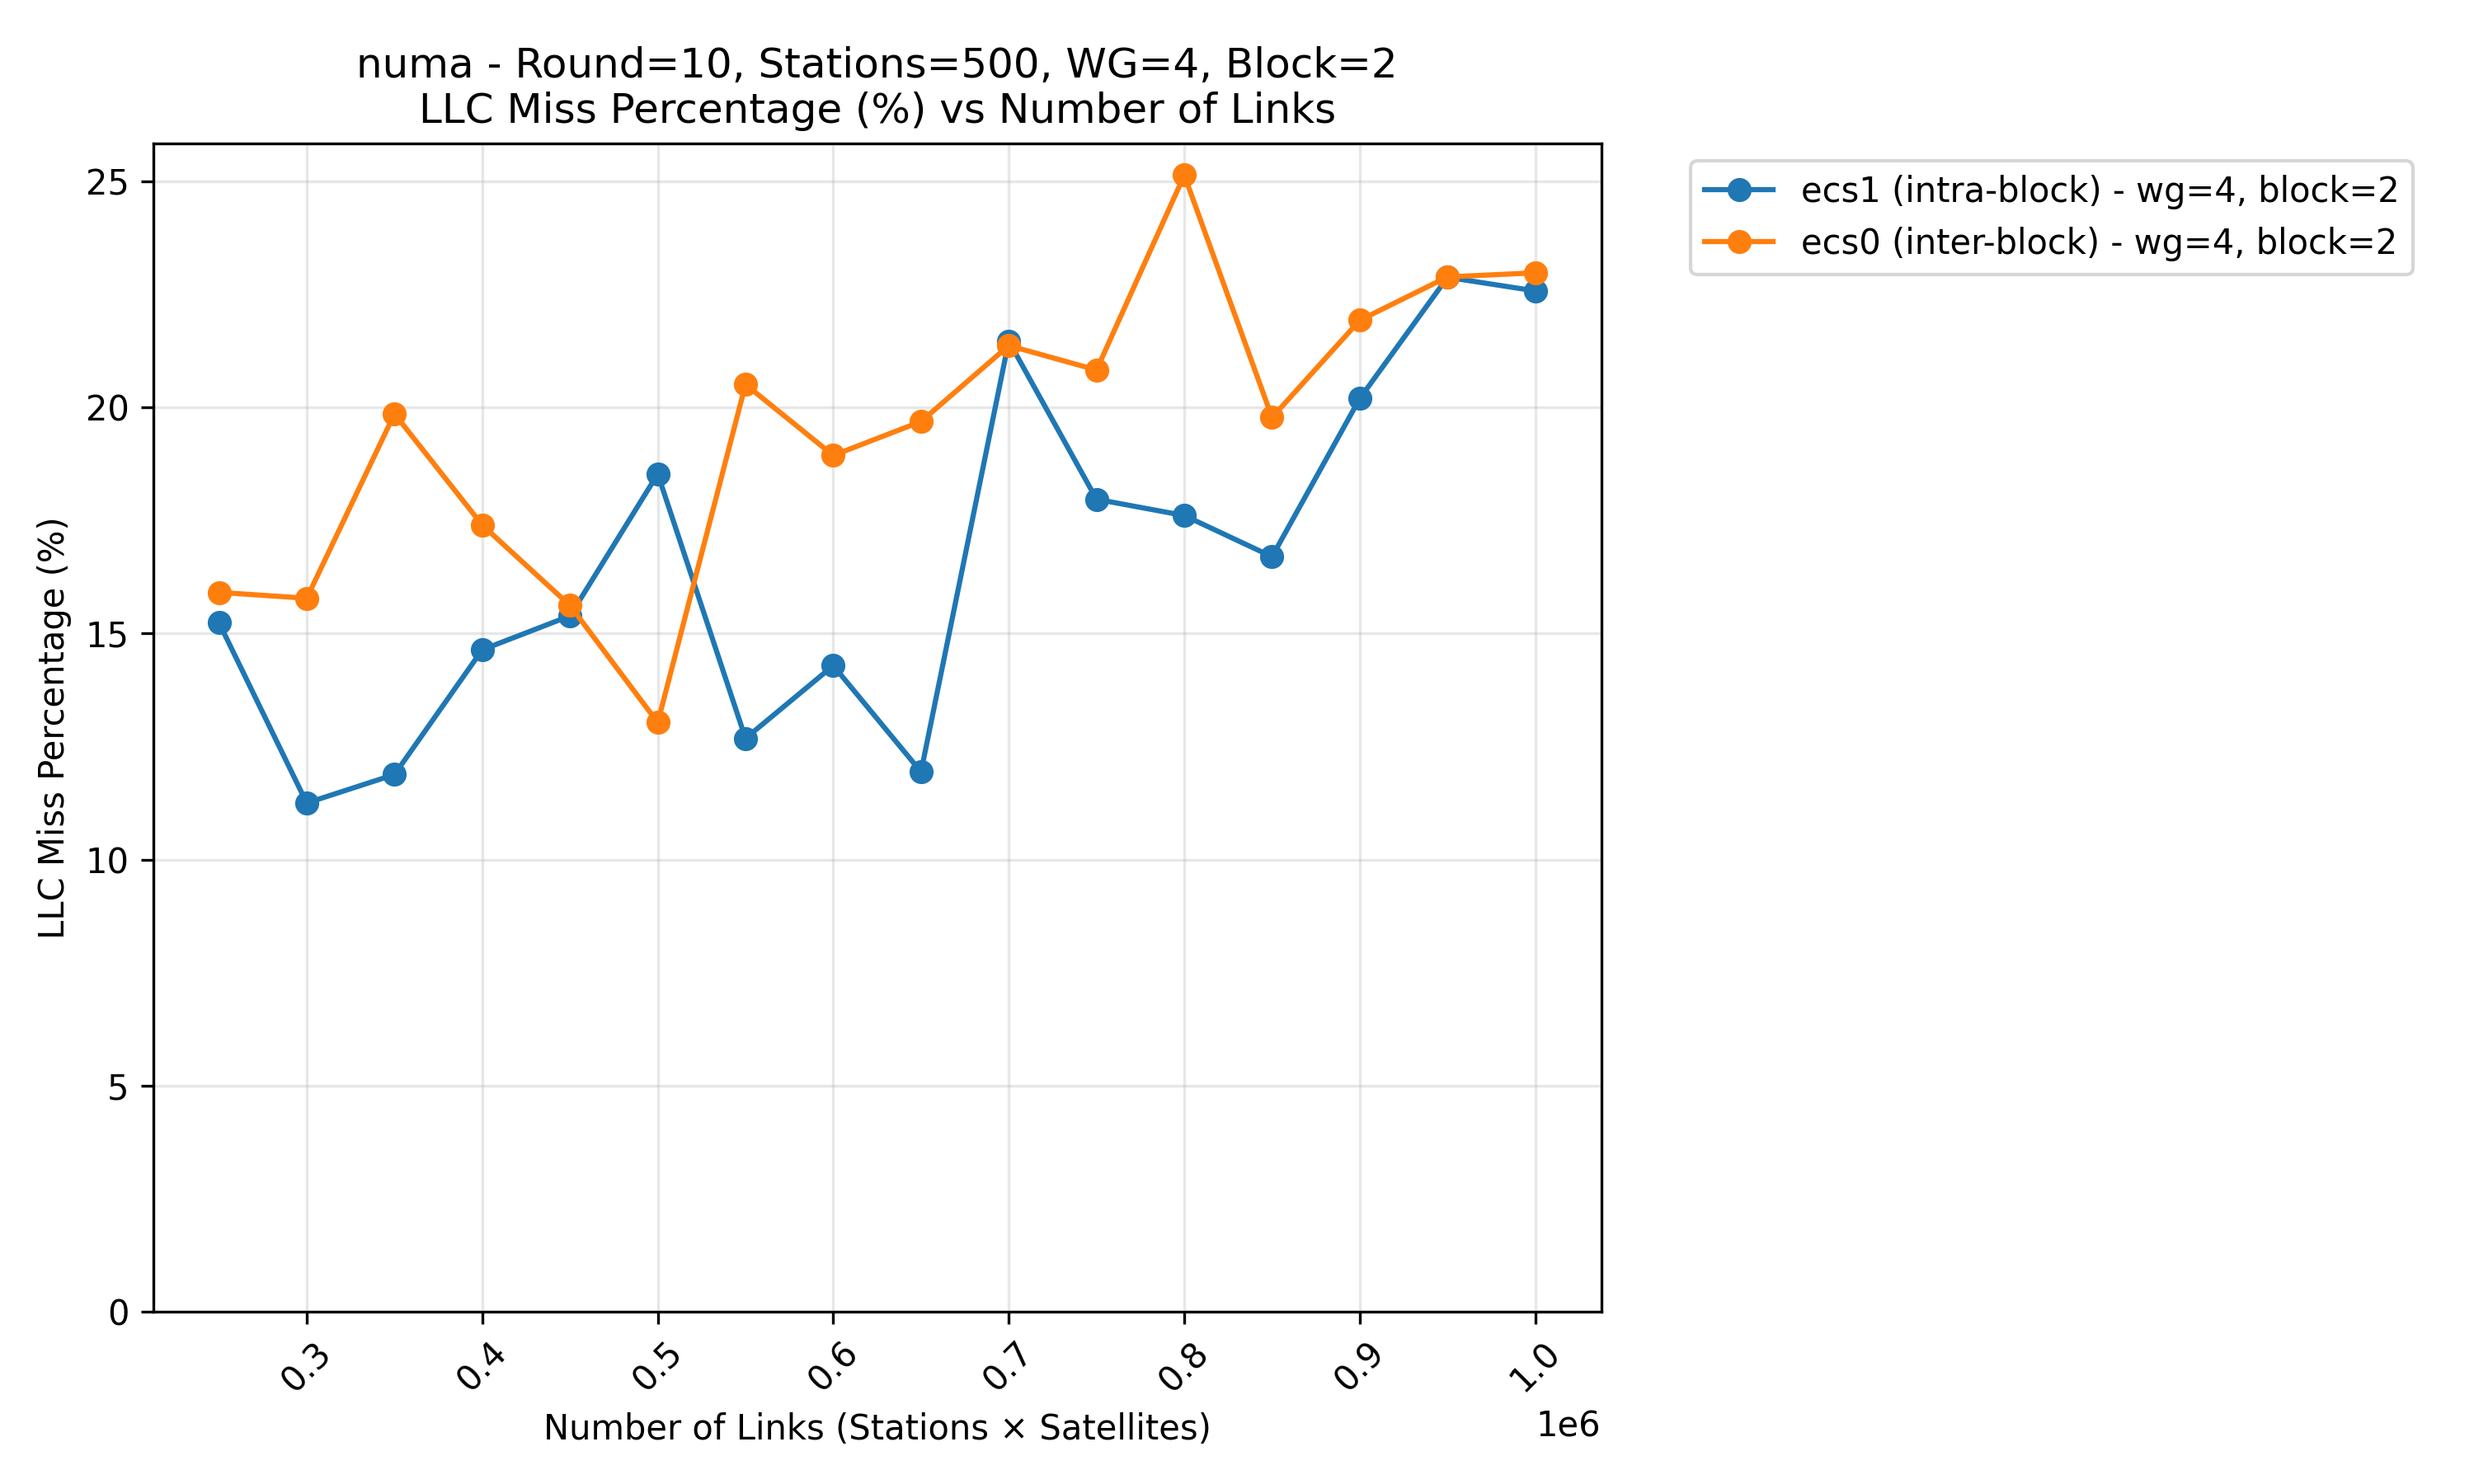 numa - Round=10, Stations=500, WG=4, Block=2
LLC Miss Percentage (%) vs Number of Links
ecs1 (intra-block) - wg=4, block=2
ecs0 (inter-block) - wg=4, block=2
LLC Miss Percentage (%)
25
20
15
10
5
0
0.3
0.4
0.5
0.6
0.7
0.8
0.9
1.0
Number of Links (Stations × Satellites)
1e6